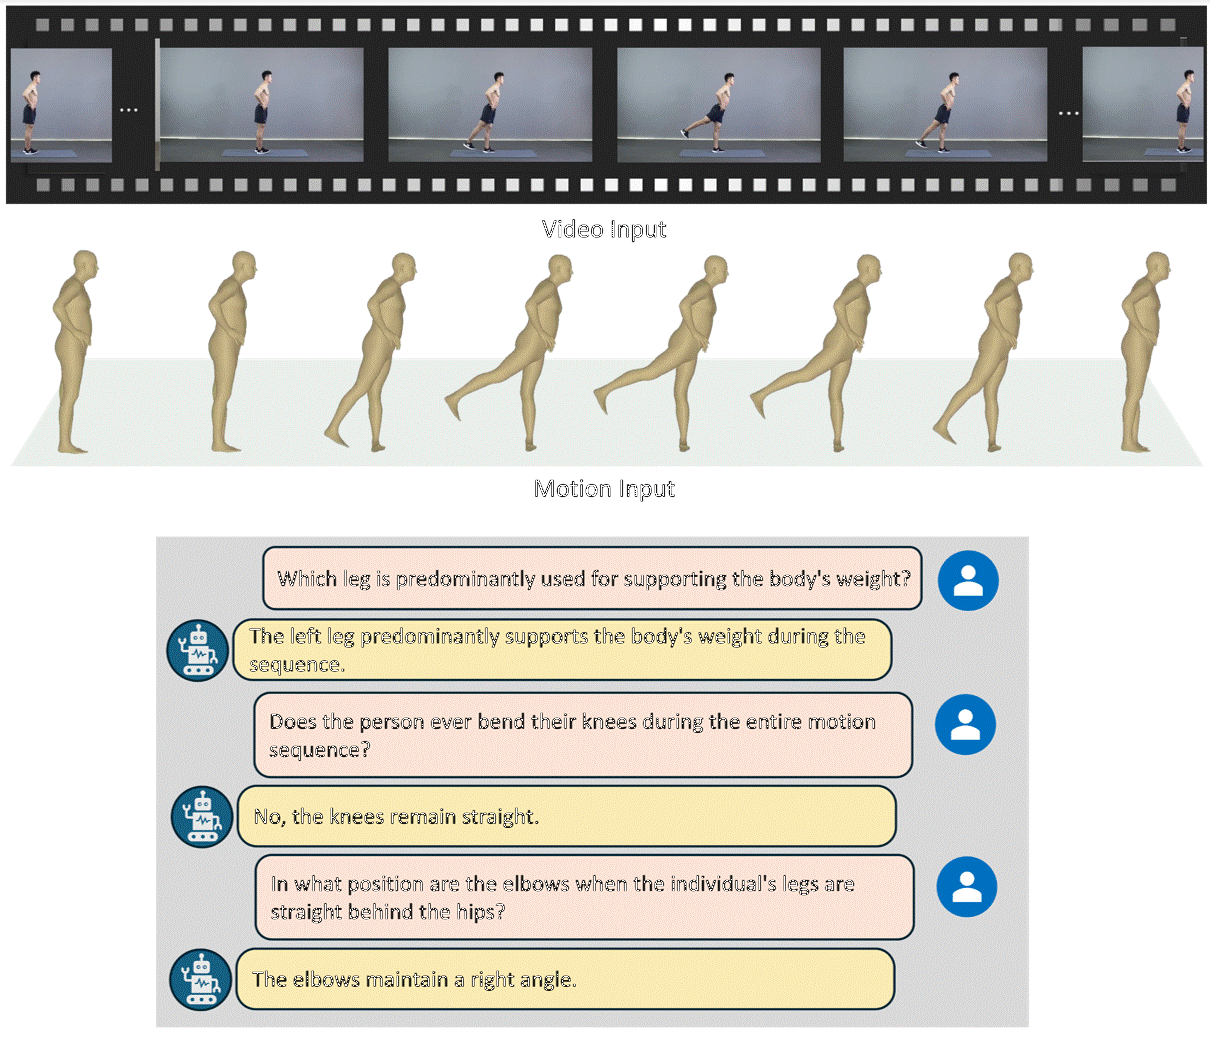 Video Input
Motion Input
Which leg is predominantly used for supporting the body's weight?
The left leg predominantly supports the body's weight during the
sequence.
Does the person ever bend their knees during the entire motion
sequence?
No, the knees remain straight.
In what position are the elbows when the individual's legs are
straight behind the hips?
The elbows maintain a right angle.